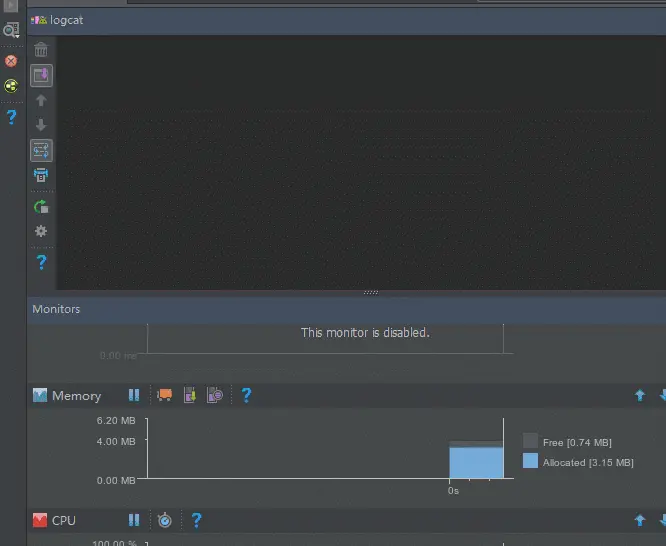 logcat
Monitors
This monitor is disabled.
0.00 ms
Memory
6.20 MB
4.00 MB
0.00 MB
Free [0.74 MB]
Allocated [3.15 MB]
0s
CPU
100.00 %